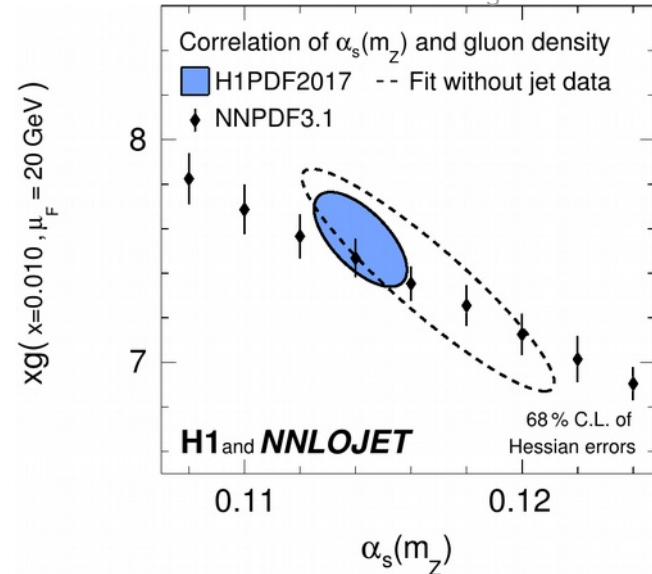 g
Correlation of αs(mZ) and gluon density
H1PDF2017 Fit without jet data
NNPDF3.1
8
7
xg( x=0.010, μF = 20 GeV )
68 % C.L. of
H1 and NNLOJET Hessian errors
0.11 0.12
αs(mZ)